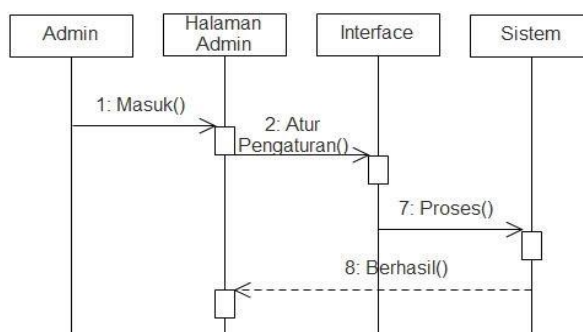 Admin
Halaman
Admin
Interface
Sistem
1: Masuk()
2: Atur
Pengaturan()
7: Proses()
8: Berhasil()